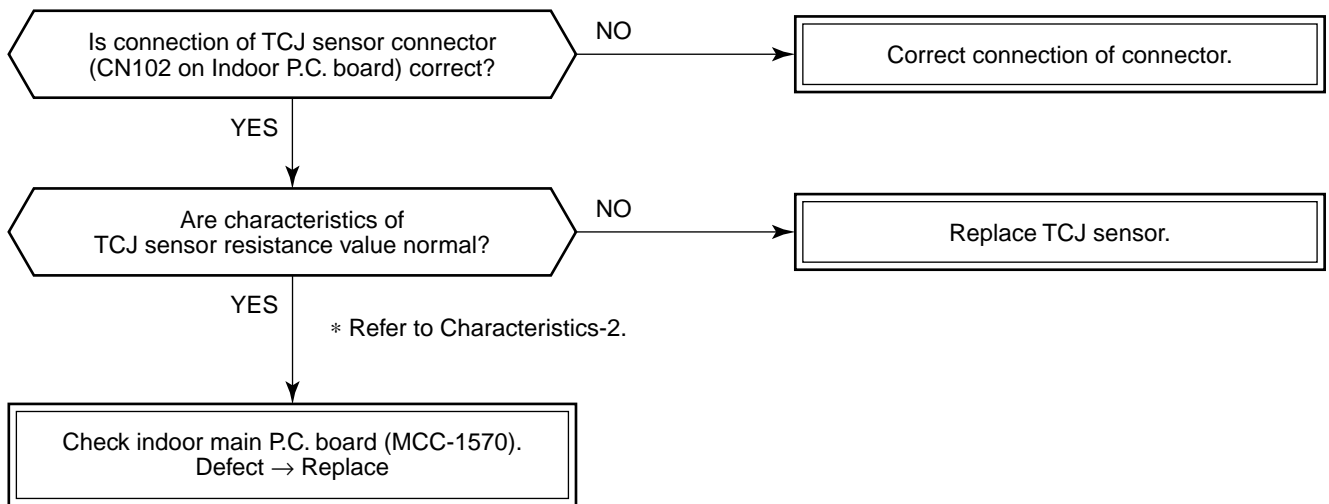 Is connection of TCJ sensor connector
(CN102 on Indoor P.C. board) correct?
NO
Correct connection of connector.
YES
Are characteristics of
TCJ sensor resistance value normal?
NO
Replace TCJ sensor.
YES
* Refer to Characteristics-2.
Check indoor main P.C. board (MCC-1570).
Defect → Replace